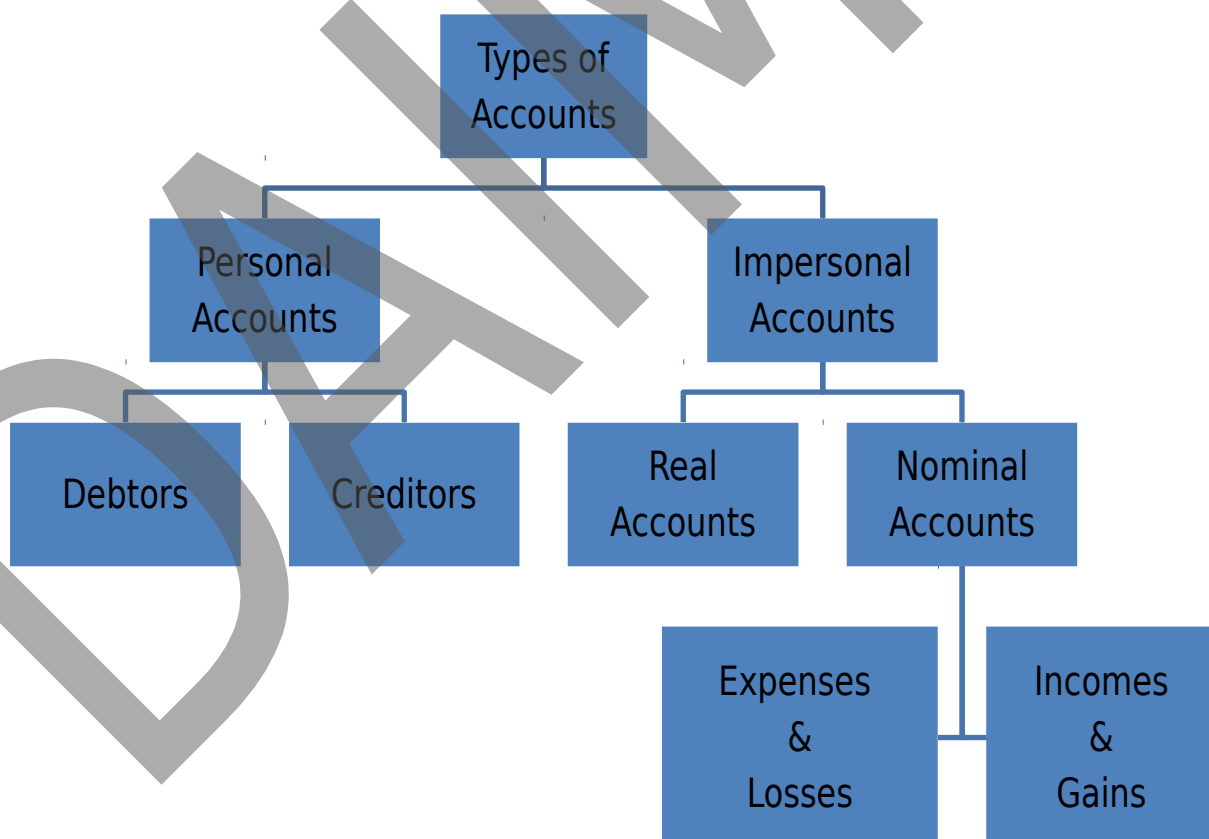 Types of
Accounts
Personal
Accounts
Impersonal
Accounts
Debtors
Creditors
Real
Accounts
Nominal
Accounts
Expenses
&
Losses
Incomes
&
Gains